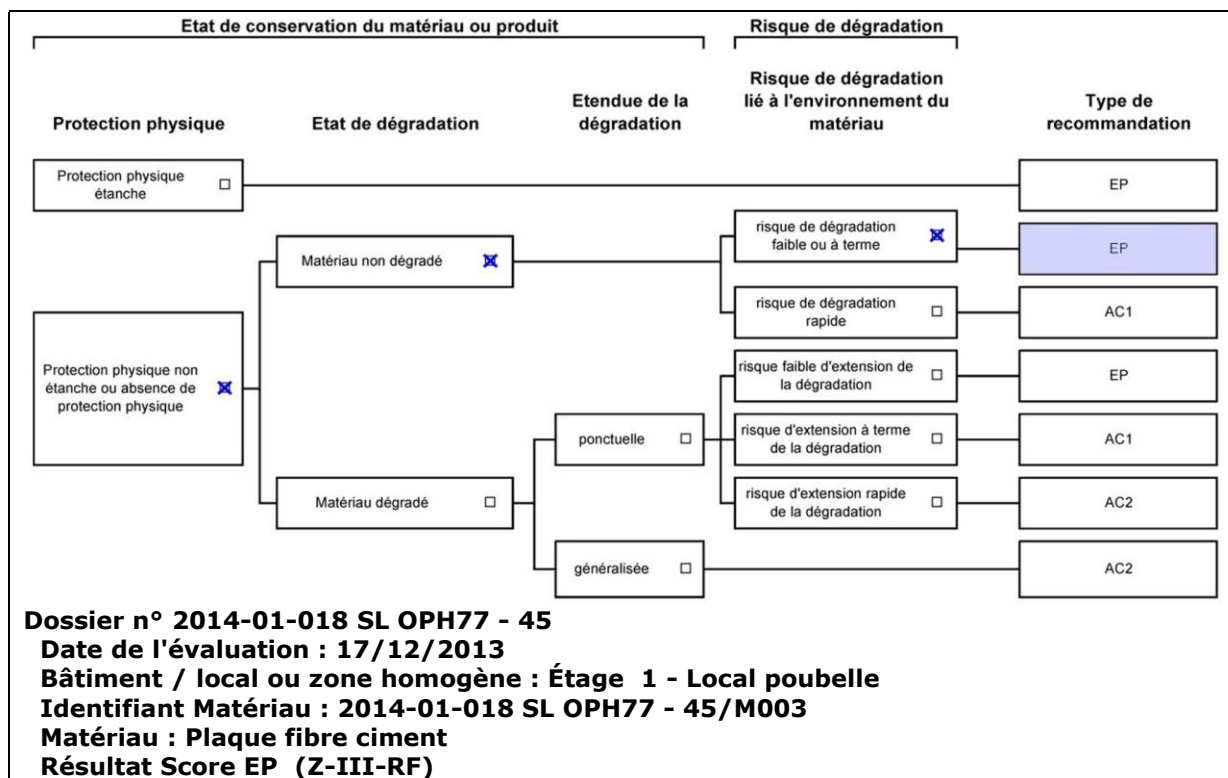 Etat de conservation du matériau ou produit
Risque de dégradation
Protection physique
Etat de dégradation
Etendue de la
dégradation
Risque de dégradation
lié à l'environnement du
matériau
Type de
recommandation
Protection physique
étanche
EP
risque de dégradation
faible ou à terme
EP
Matériau non dégradé
risque de dégradation
rapide
AC1
Protection physique non
étanche ou absence de
protection physique
risque faible d'extension de
la dégradation
EP
ponctuelle
risque d'extension à terme
de la dégradation
AC1
Matériau dégradé
risque d'extension rapide
de la dégradation
AC2
généralisée
AC2
Dossier n° 2014-01-018 SL OPH77 - 45
Date de l'évaluation : 17/12/2013
Bâtiment / local ou zone homogène : Étage 1 - Local poubelle
Identifiant Matériau : 2014-01-018 SL OPH77 - 45/M003
Matériau : Plaque fibre ciment
Résultat Score EP (Z-III-RF)